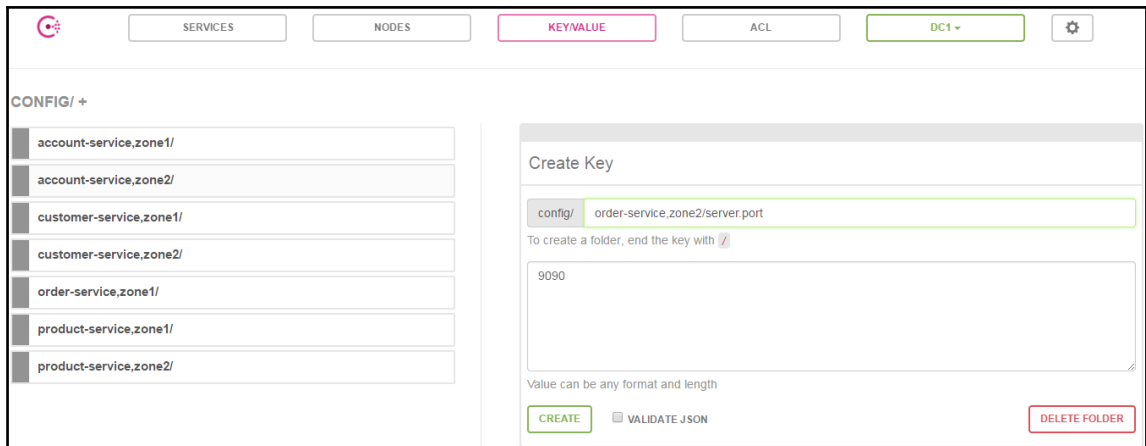 SERVICES NODES KEY/VALUE ACL DC1
CONFIG/ +
account-service,zone1/
account-service,zone2/
customer-service,zone1/
customer-service,zone2/
order-service,zone1/
product-service,zone1/
product-service,zone2/
Create Key
config/ order-service,zone2/server.port
To create a folder, end the key with /
9090
Value can be any format and length
CREATE VALIDATE JSON DELETE FOLDER